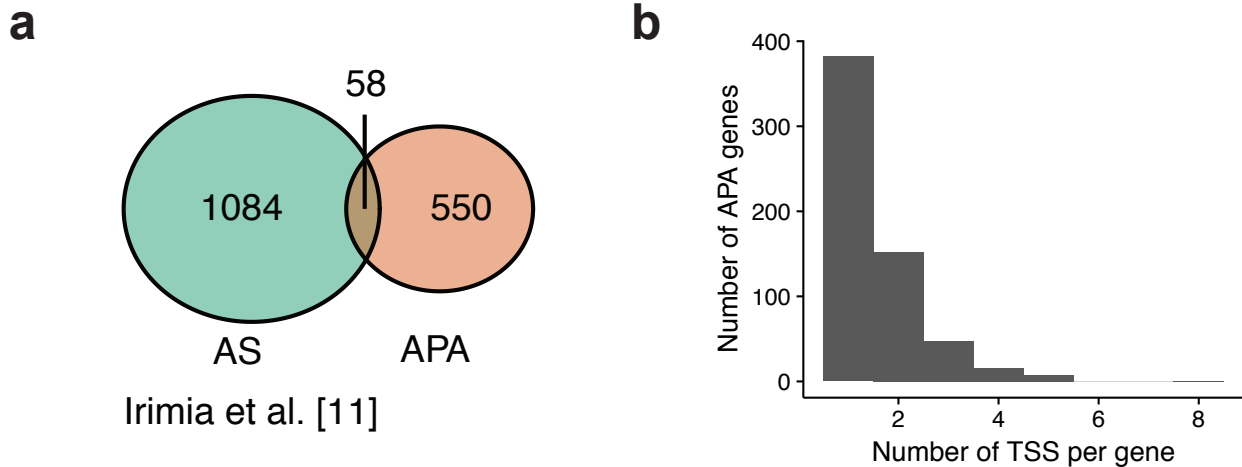 a
58
1084
550
AS
APA
Irimia et al. [11]
b
400
300
200
100
0
Number of APA genes
2
4
6
8
Number of TSS per gene